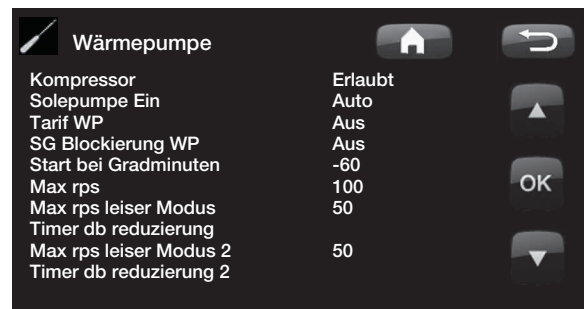 Wärmepumpe
Kompressor Erlaubt
Solepumpe Ein Auto
Tarif WP Aus
SG Blockierung WP Aus
Start bei Gradminuten -60
Max rps 100
Max rps leiser Modus 50
Timer db reduzierung
Max rps leiser Modus 2 50
Timer db reduzierung 2
OK